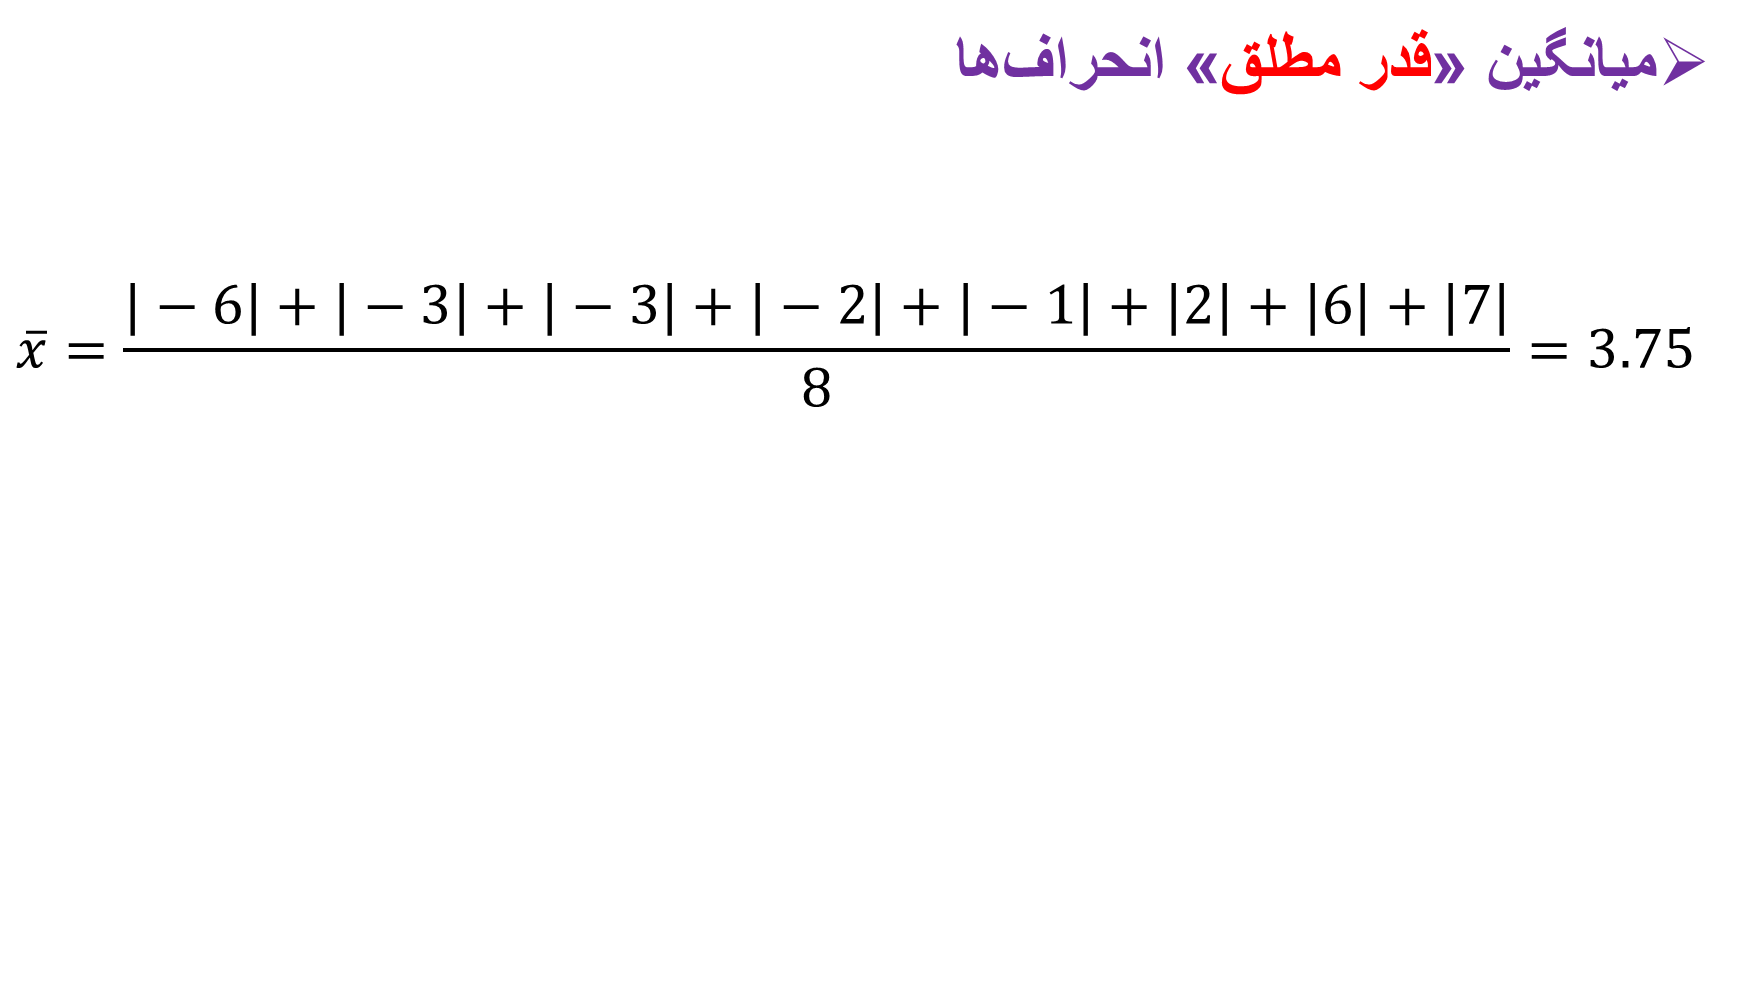 ➢میانگین «قدر مطلق» انحراف‌ها
x̄ = (|−6| + |−3| + |−3| + |−2| + |−1| + |2| + |6| + |7|) / 8 = 3.75